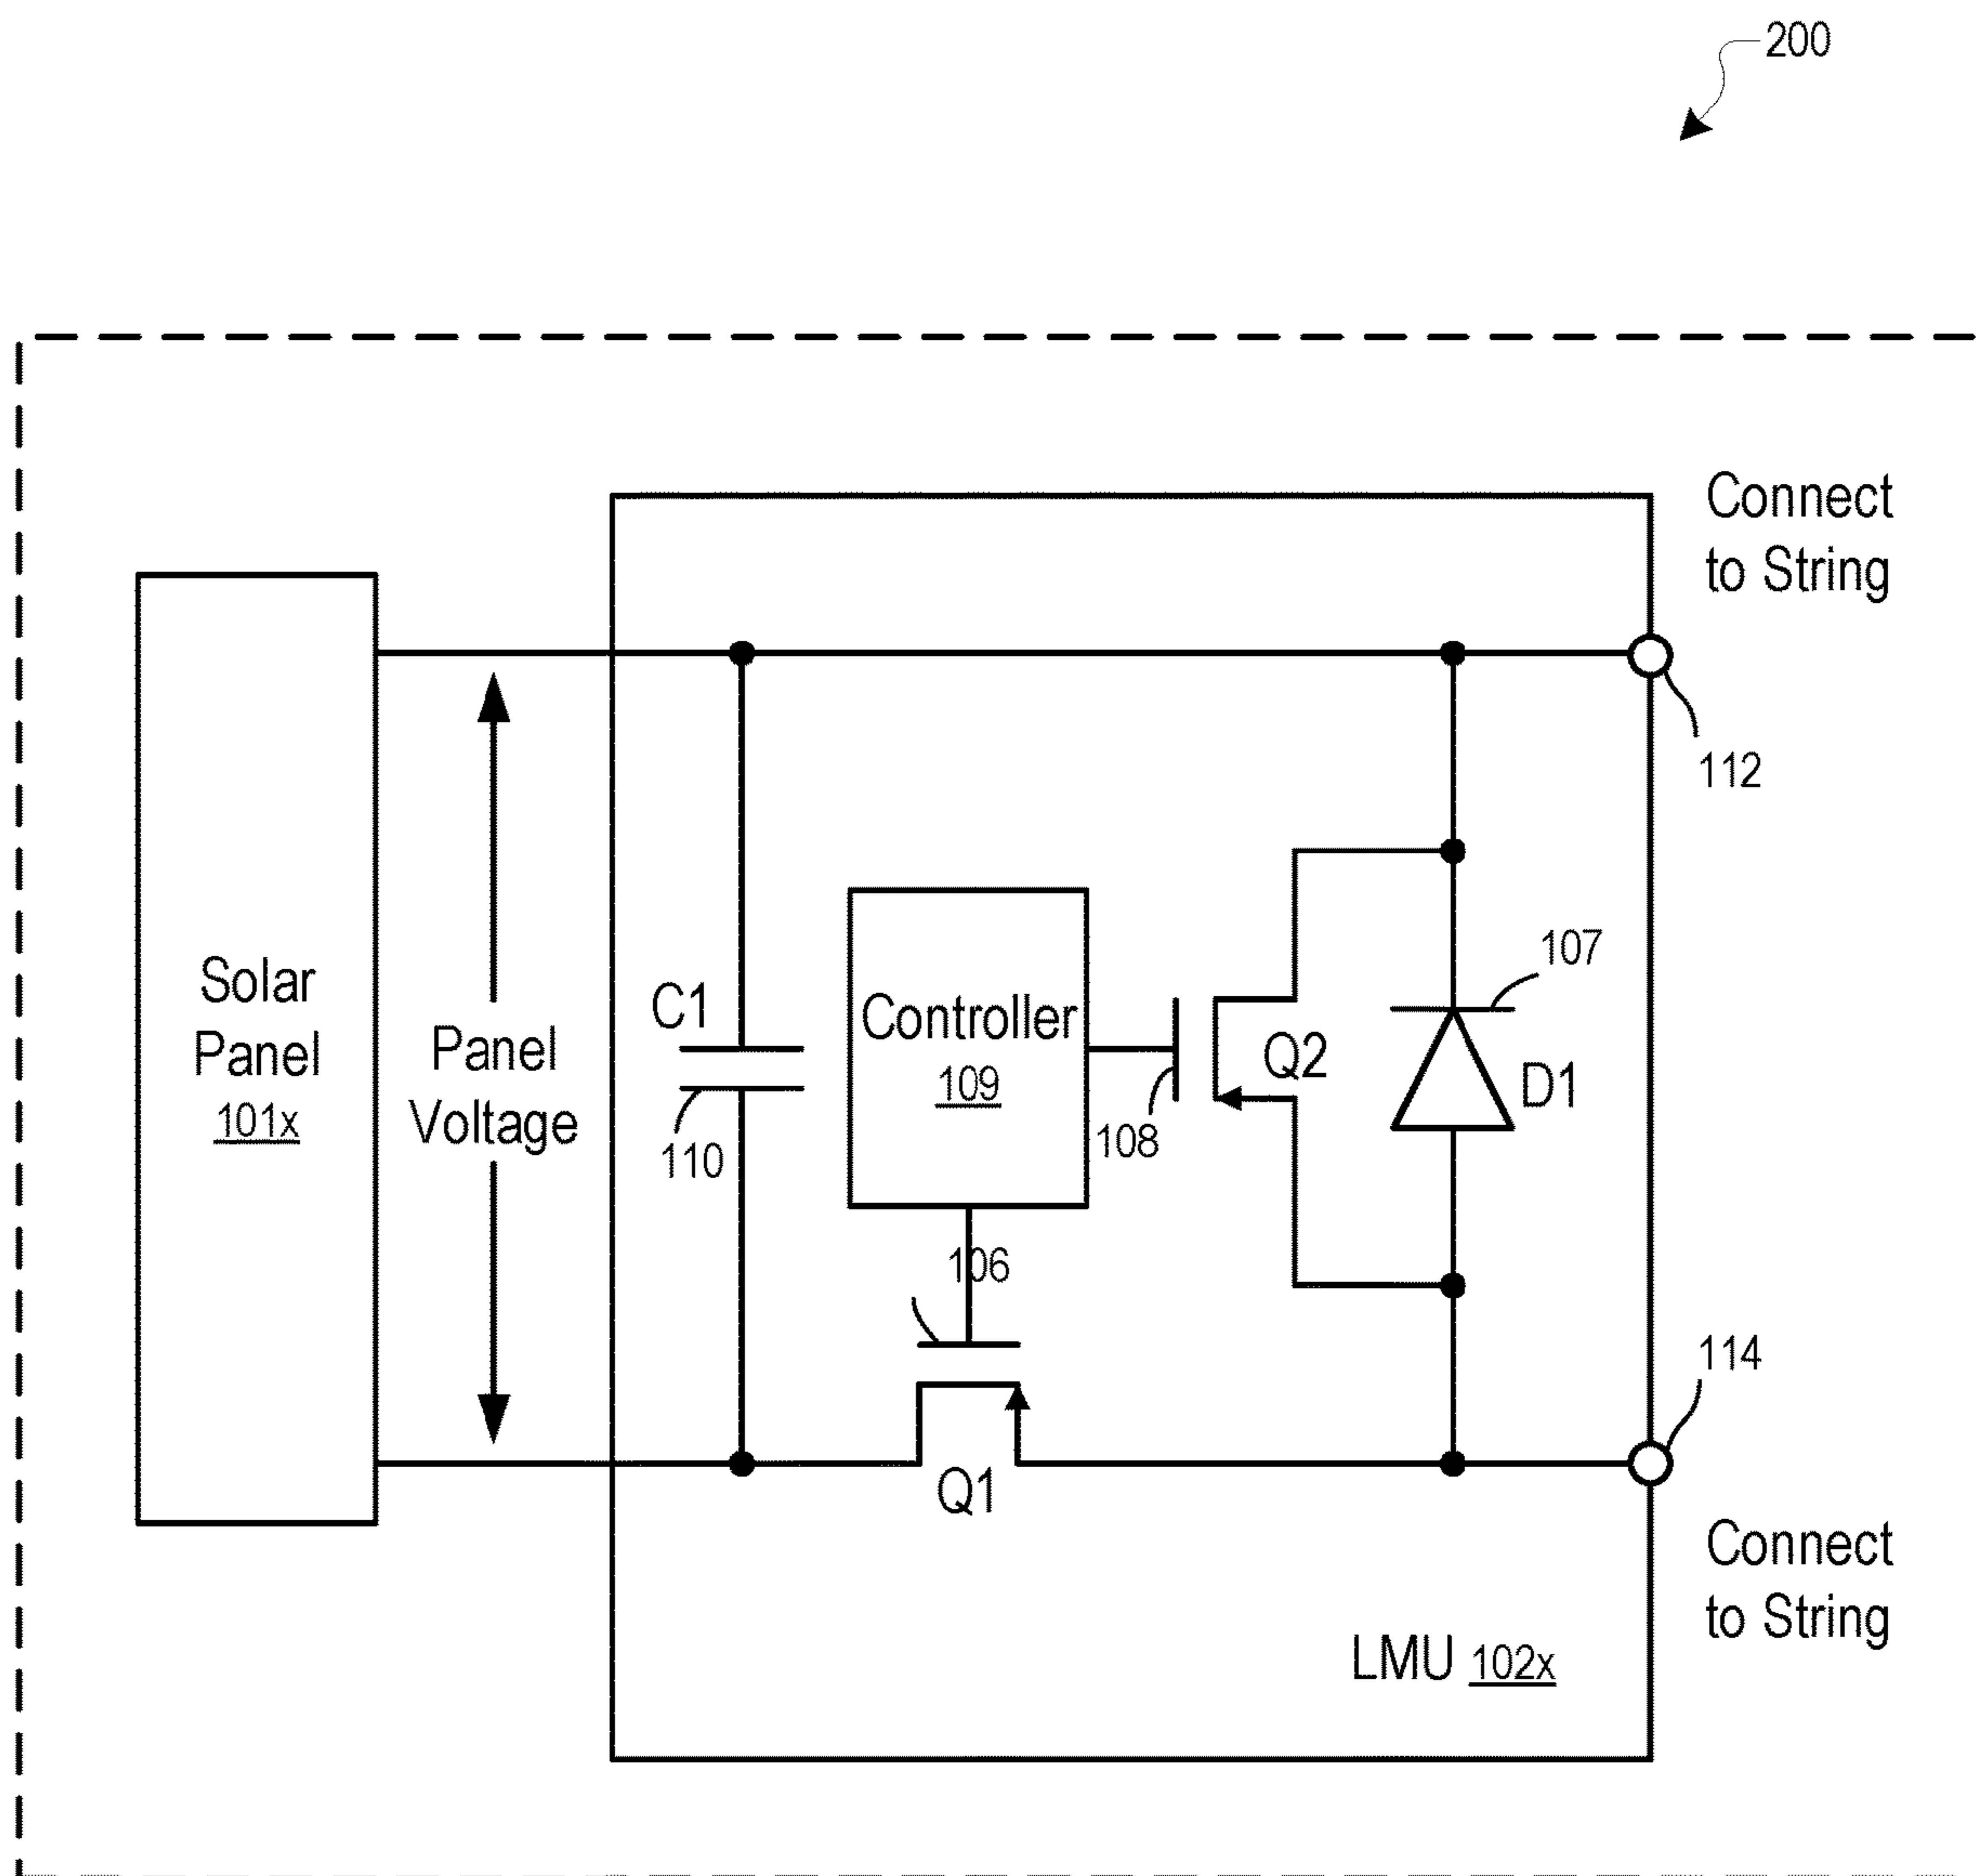 200
Connect
to String
112
Solar
Panel
101x
Panel
Voltage
C1
110
Controller
109
108
Q2
107
D1
106
Q1
114
Connect
to String
LMU 102x